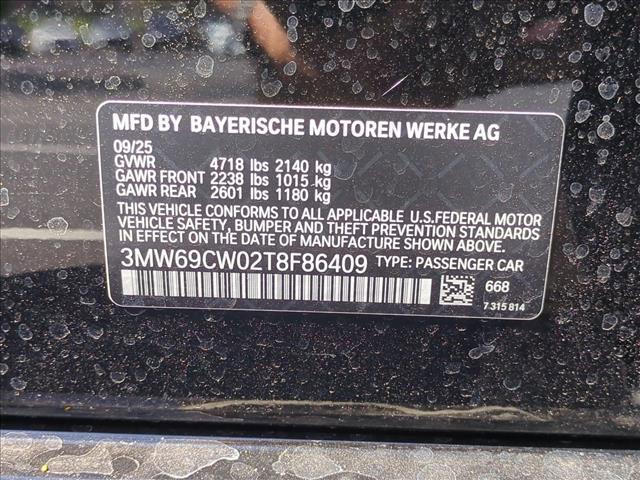 MFD BY BAYERISCHE MOTOREN WERKE AG
09/25
GVWR 4718 lbs 2140 kg
GAWR FRONT 2238 lbs 1015 kg
GAWR REAR 2601 lbs 1180 kg
THIS VEHICLE CONFORMS TO ALL APPLICABLE U.S.FEDERAL MOTOR
VEHICLE SAFETY, BUMPER AND THEFT PREVENTION STANDARDS
IN EFFECT ON THE DATE OF MANUFACTURE SHOWN ABOVE.
3MW69CW02T8F86409 TYPE: PASSENGER CAR
668
7 315 814